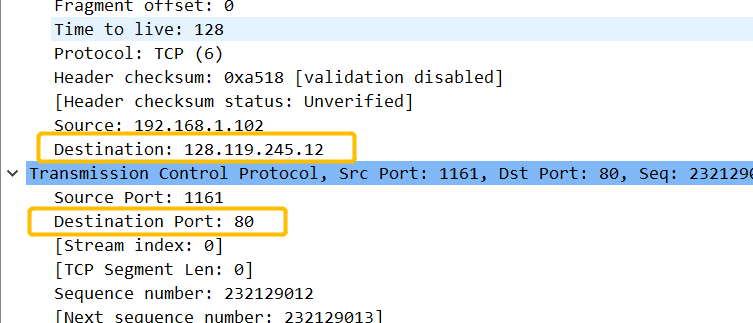 Fragment offset: 0
Time to live: 128
Protocol: TCP (6)
Header checksum: 0xa518 [validation disabled]
[Header checksum status: Unverified]
Source: 192.168.1.102
Destination: 128.119.245.12
Transmission Control Protocol, Src Port: 1161, Dst Port: 80, Seq: 2321290
Source Port: 1161
Destination Port: 80
[Stream index: 0]
[TCP Segment Len: 0]
Sequence number: 232129012
[Next sequence number: 232129013]